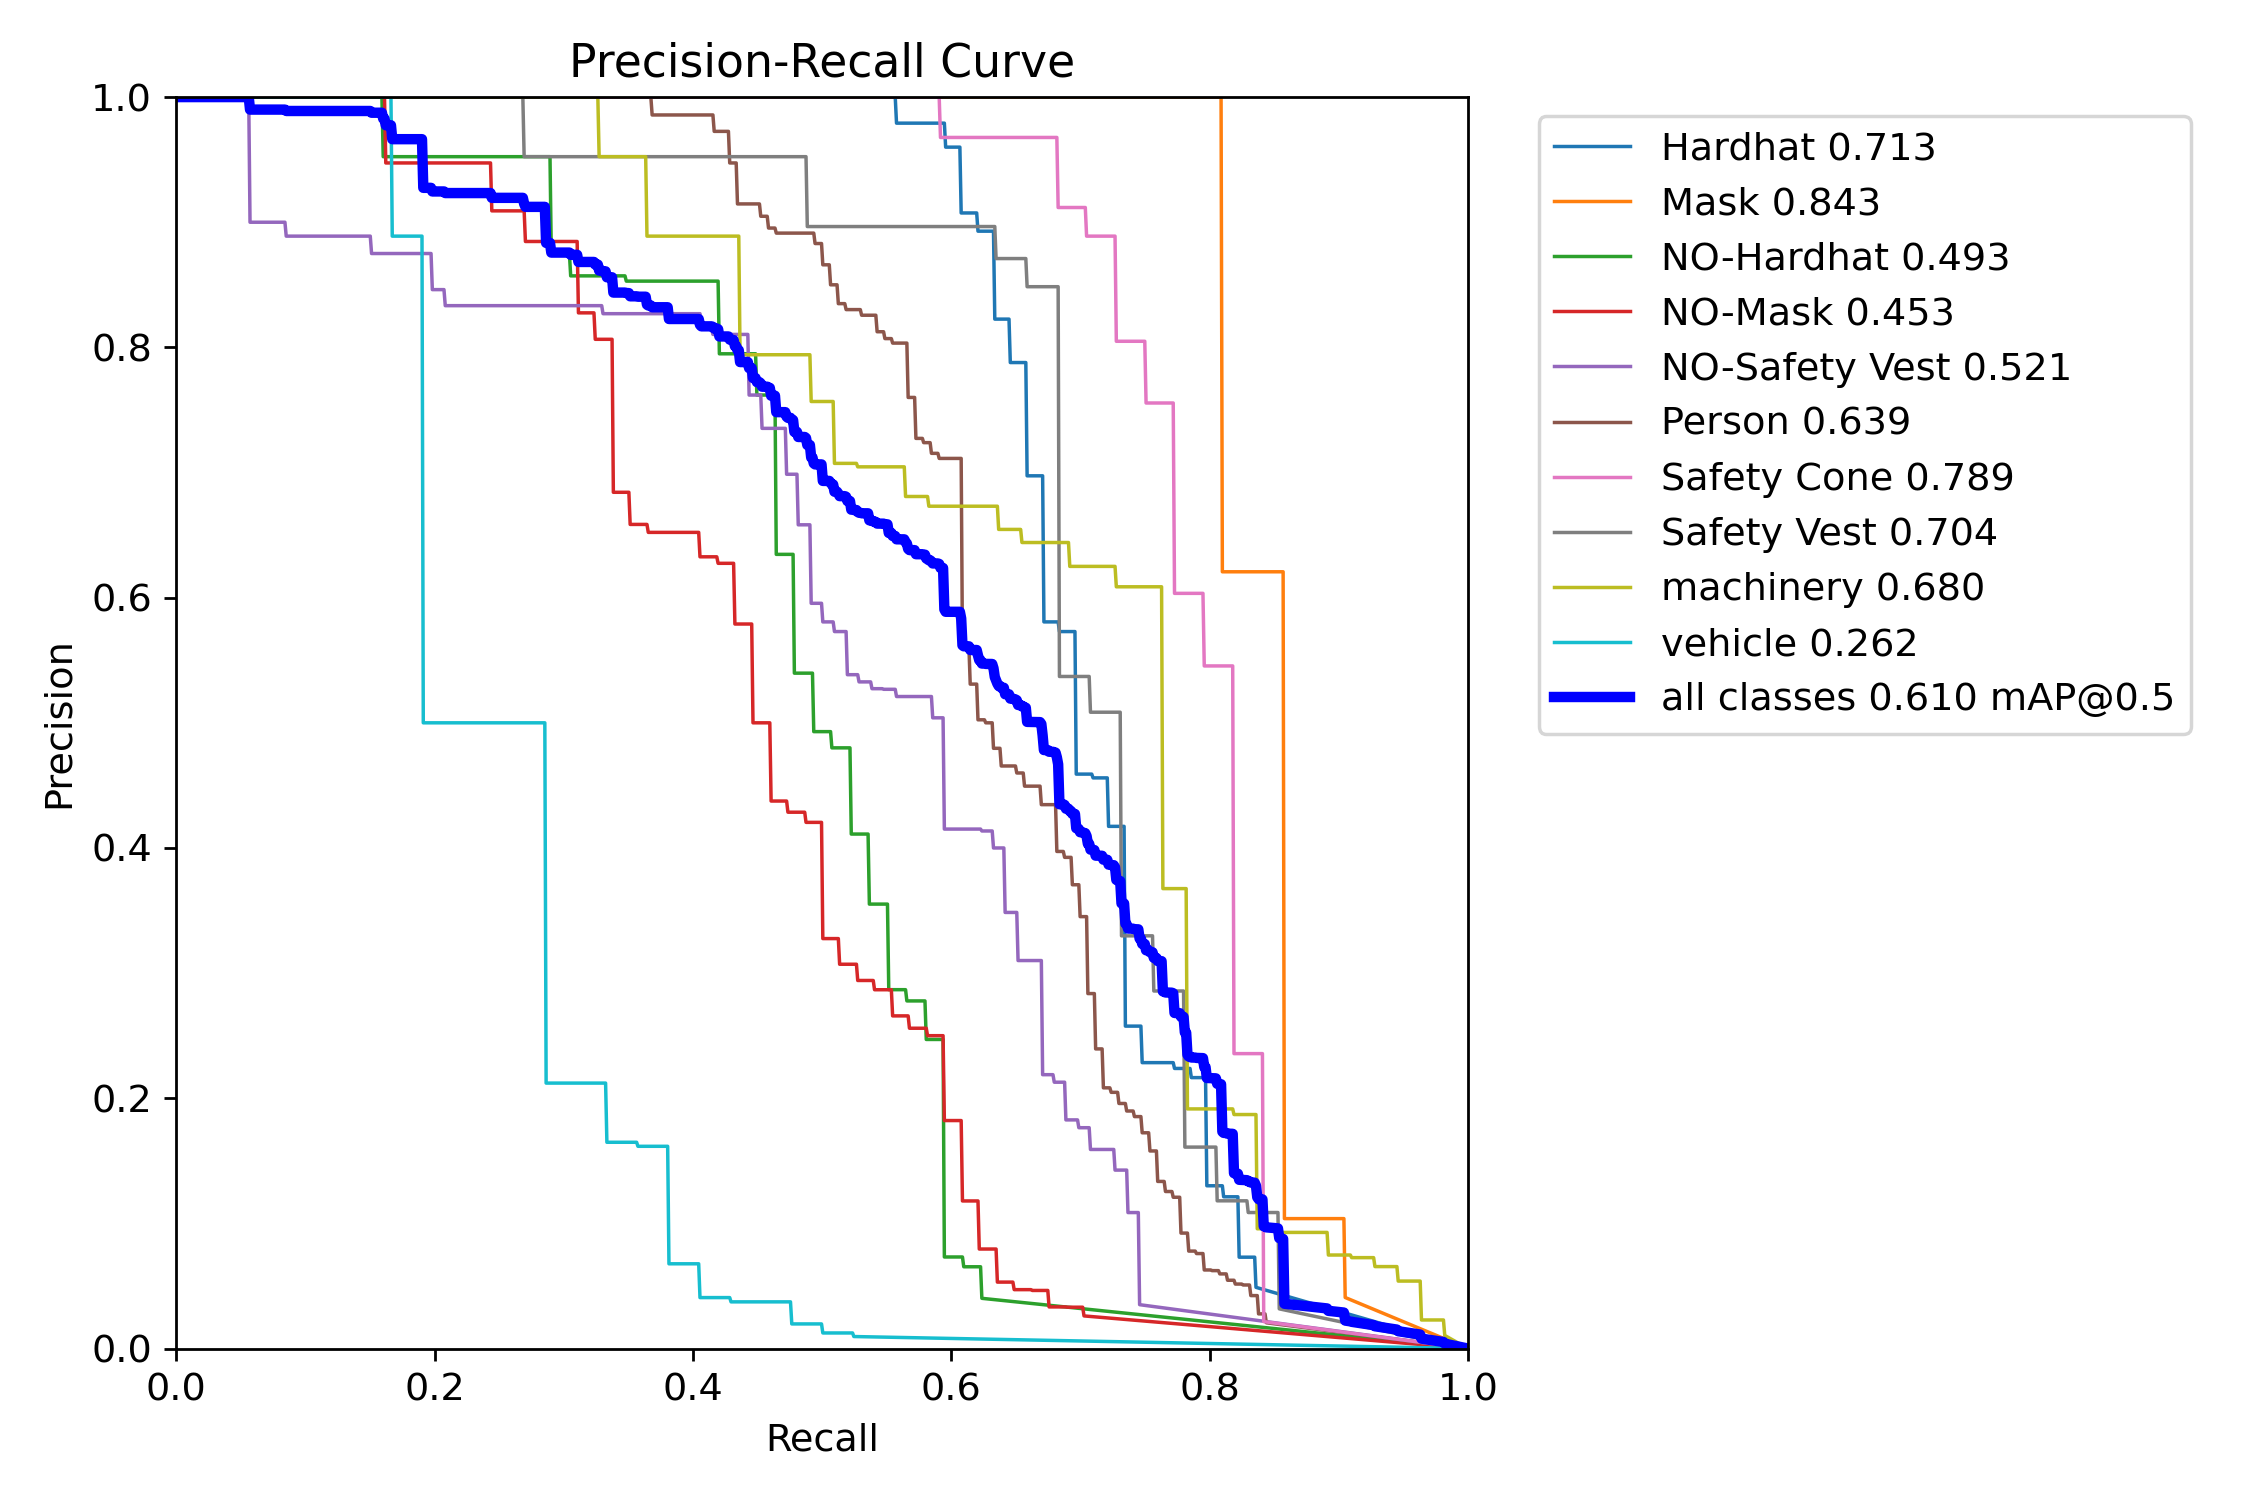 Precision-Recall Curve
1.0
0.8
0.6
0.4
0.2
0.0
Precision
0.0 0.2 0.4 0.6 0.8 1.0
Recall
Hardhat 0.713
Mask 0.843
NO-Hardhat 0.493
NO-Mask 0.453
NO-Safety Vest 0.521
Person 0.639
Safety Cone 0.789
Safety Vest 0.704
machinery 0.680
vehicle 0.262
all classes 0.610 mAP@0.5